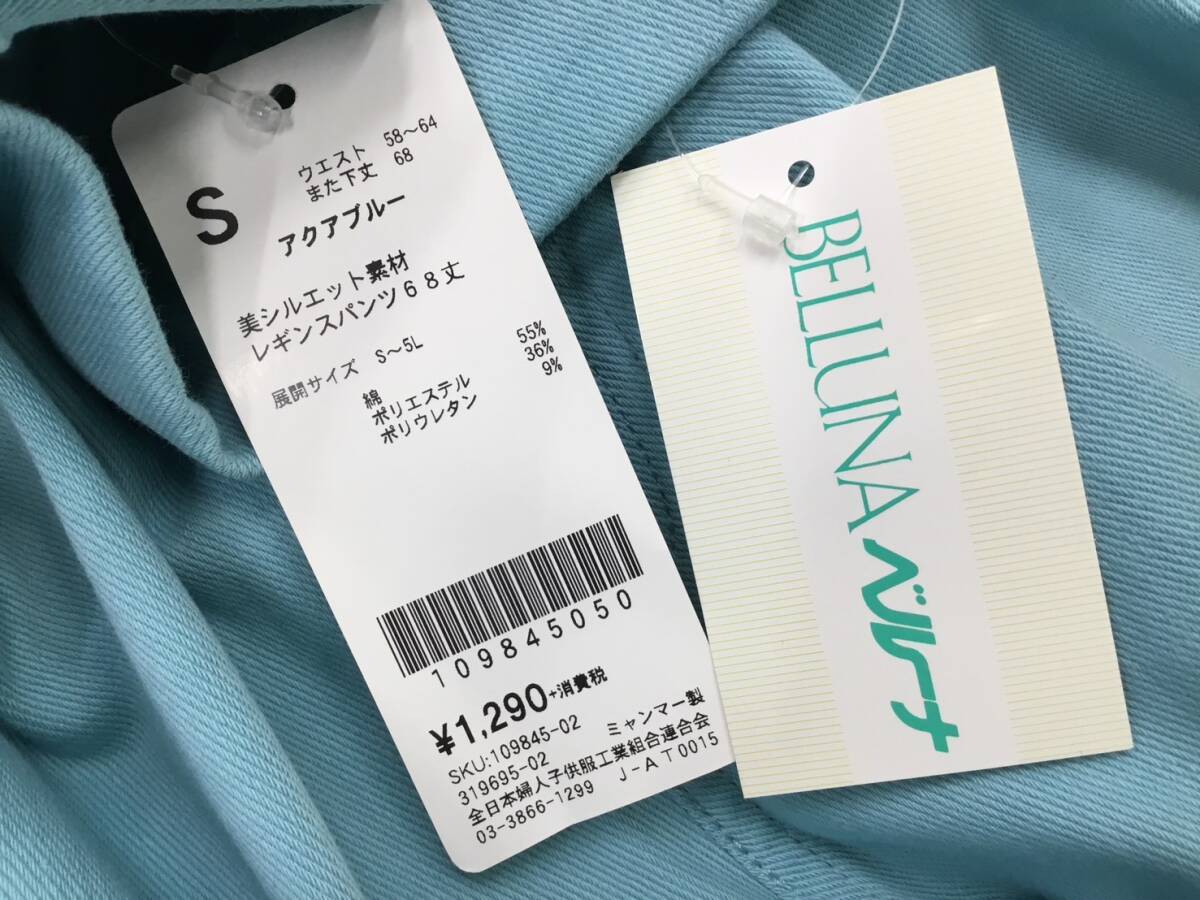 S
ウエスト 58〜64
また下丈 68
アクアブルー
美シルエット素材
レギンスパンツ68丈
展開サイズ S〜5L
綿 55%
ポリエステル 36%
ポリウレタン 9%
109845050
¥1,290+消費税
SKU:109845-02 ミャンマー製
319695-02
全日本婦人子供服工業組合連合会
03-3866-1299 J-AT0015
BELLUNA ベルーナ